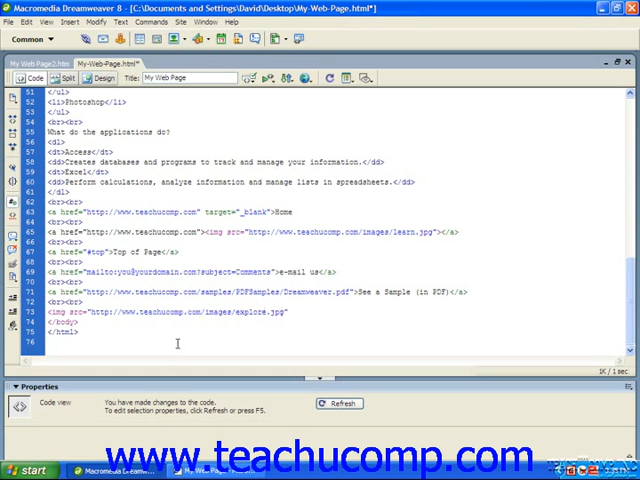 Macromedia Dreamweaver 8 - [C:\Documents and Settings\David\Desktop\My-Web-Page.html*]
File Edit View Insert Modify Text Commands Site Window Help
Common
My Web Page2.htm My-Web-Page.html*
Code Split Design Title: My Web Page
51 </ul>
52 <li>Photoshop</li>
53 </ul>
54 <br><br>
55 What do the applications do?
56 <dl>
57 <dt>Access</dt>
58 <dd>Creates databases and programs to track and manage your information.</dd>
59 <dt>Excel</dt>
60 <dd>Perform calculations, analyze information and manage lists in spreadsheets.</dd>
61 </dl>
62 <br><br>
63 <a href="http://www.teachucomp.com" target="_blank">Home
64 <br><br>
65 <a href="http://www.teachucomp.com"><img src="http://www.teachucomp.com/images/learn.jpg"></a>
66 <br><br>
67 <a href="#top">Top of Page</a>
68 <br><br>
69 <a href="mailto:you@yourdomain.com?subject=Comments">e-mail us</a>
70 <br><br>
71 <a href="http://www.teachucomp.com/samples/PDFSamples/Dreamweaver.pdf">See a Sample (in PDF)</a>
72 <br><br>
73 <img src="http://www.teachucomp.com/images/explore.jpg"
74 </body>
75 </html>
76
1K / 1 sec
Properties
Code view
You have made changes to the code.
To edit selection properties, click Refresh or press F5.
Refresh
www.teachucomp.com
start Macromedia Dreamw...